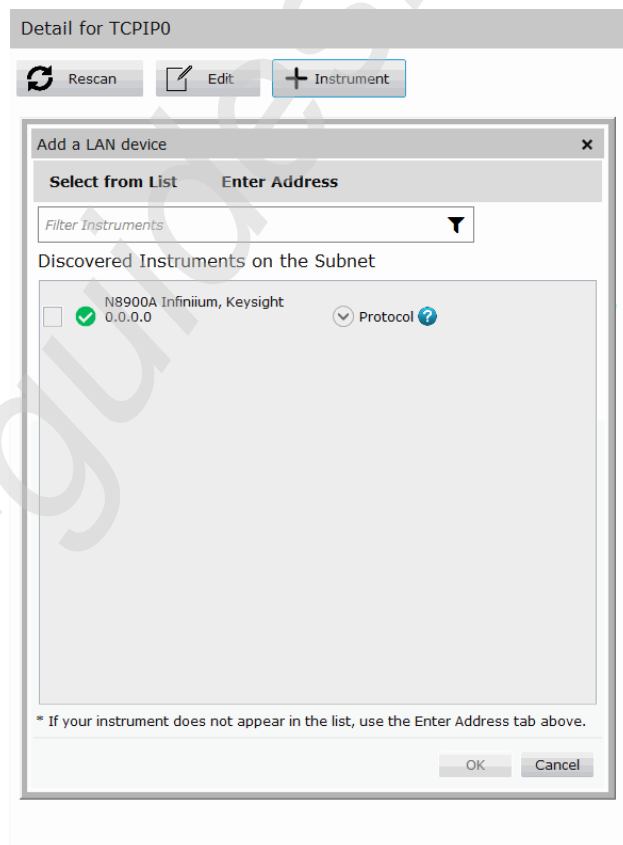 Detail for TCPIP0
Rescan Edit Instrument
Add a LAN device
Select from List Enter Address
Filter Instruments
Discovered Instruments on the Subnet
N8900A Infiniium, Keysight
0.0.0.0 Protocol ?
* If your instrument does not appear in the list, use the Enter Address tab above.
OK Cancel